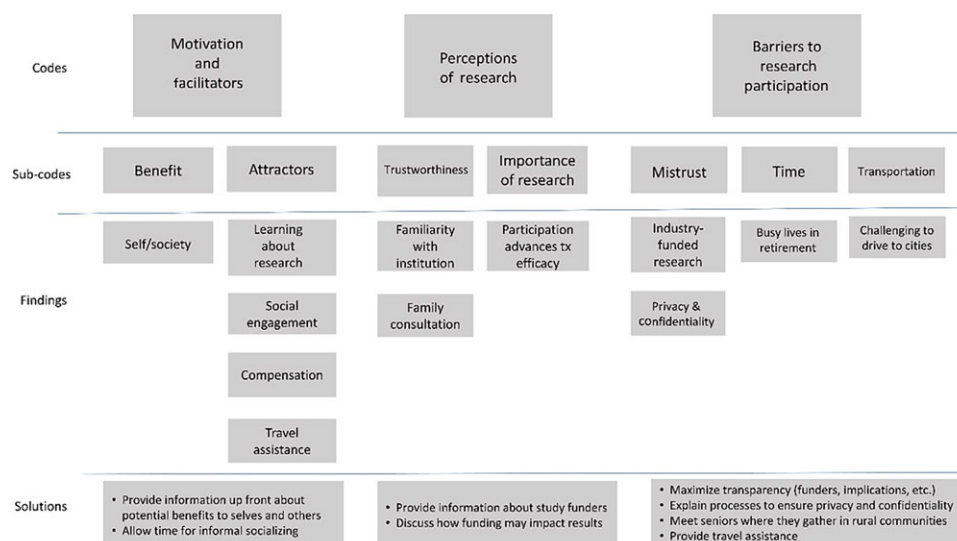 Codes
Motivation
and
facilitators
Perceptions
of research
Barriers to
research
participation
Sub-codes
Benefit
Attractors
Trustworthiness
Importance
of research
Mistrust
Time
Transportation
Findings
Self/society
Learning
about
research
Social
engagement
Compensation
Travel
assistance
Familiarity
with
institution
Family
consultation
Participation
advances tx
efficacy
Industry-
funded
research
Privacy &
confidentiality
Busy lives in
retirement
Challenging to
drive to cities
Solutions
• Provide information up front about
potential benefits to selves and others
• Allow time for informal socializing
• Provide information about study funders
• Discuss how funding may impact results
• Maximize transparency (funders, implications, etc.)
• Explain processes to ensure privacy and confidentiality
• Meet seniors where they gather in rural communities
• Provide travel assistance